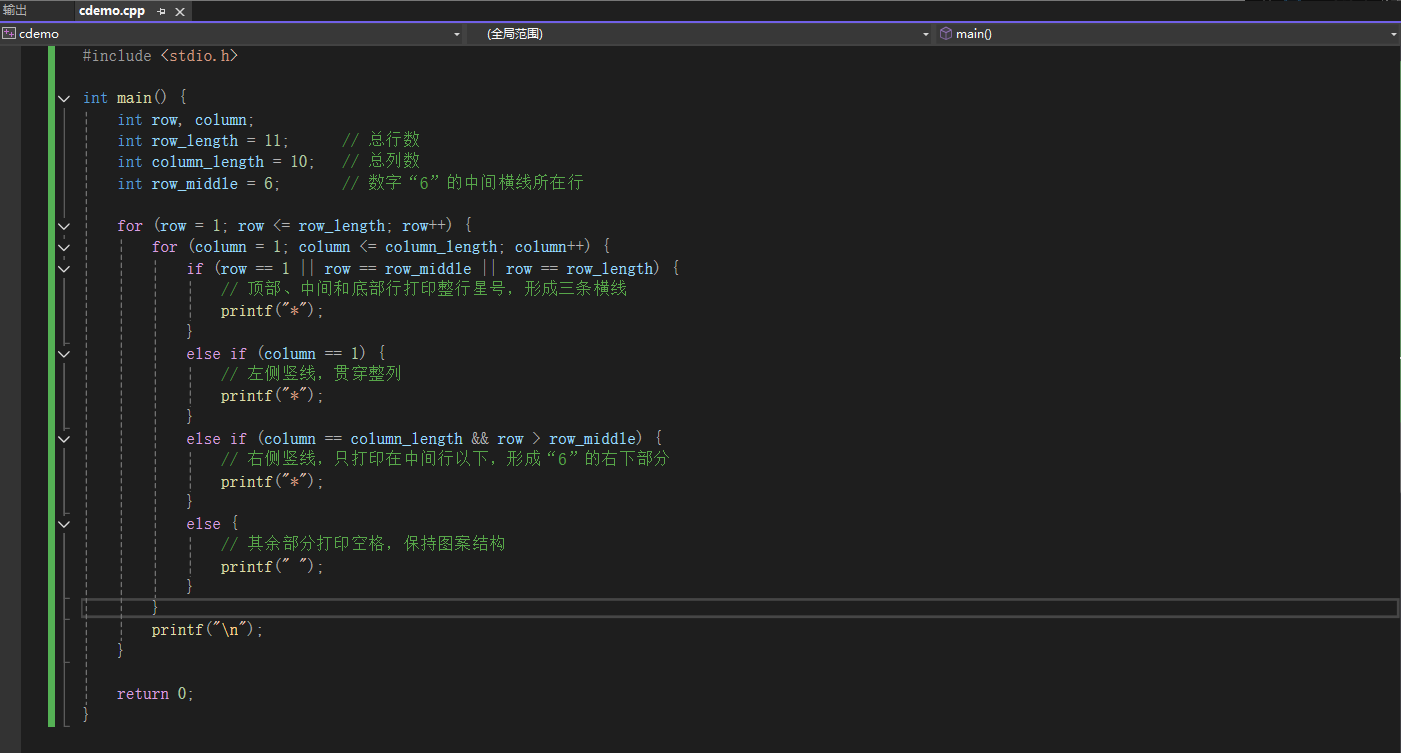 输出 cdemo.cpp
cdemo (全局范围) main()
#include <stdio.h>
int main() {
int row, column;
int row_length = 11; // 总行数
int column_length = 10; // 总列数
int row_middle = 6; // 数字“6”的中间横线所在行
for (row = 1; row <= row_length; row++) {
for (column = 1; column <= column_length; column++) {
if (row == 1 || row == row_middle || row == row_length) {
// 顶部、中间和底部行打印整行星号，形成三条横线
printf("*");
}
else if (column == 1) {
// 左侧竖线，贯穿整列
printf("*");
}
else if (column == column_length && row > row_middle) {
// 右侧竖线，只打印在中间行以下，形成“6”的右下部分
printf("*");
}
else {
// 其余部分打印空格，保持图案结构
printf(" ");
}
}
printf("\n");
}
return 0;
}